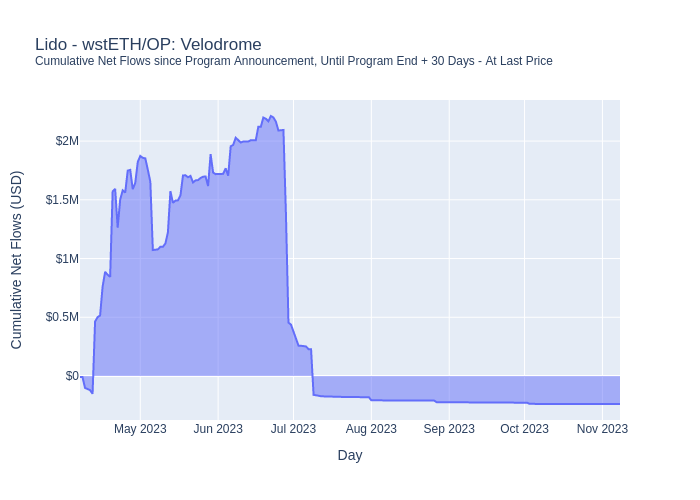 Lido - wstETH/OP: Velodrome
Cumulative Net Flows since Program Announcement, Until Program End + 30 Days - At Last Price
Cumulative Net Flows (USD)
$2M
$1.5M
$1M
$0.5M
$0
May 2023
Jun 2023
Jul 2023
Aug 2023
Sep 2023
Oct 2023
Nov 2023
Day